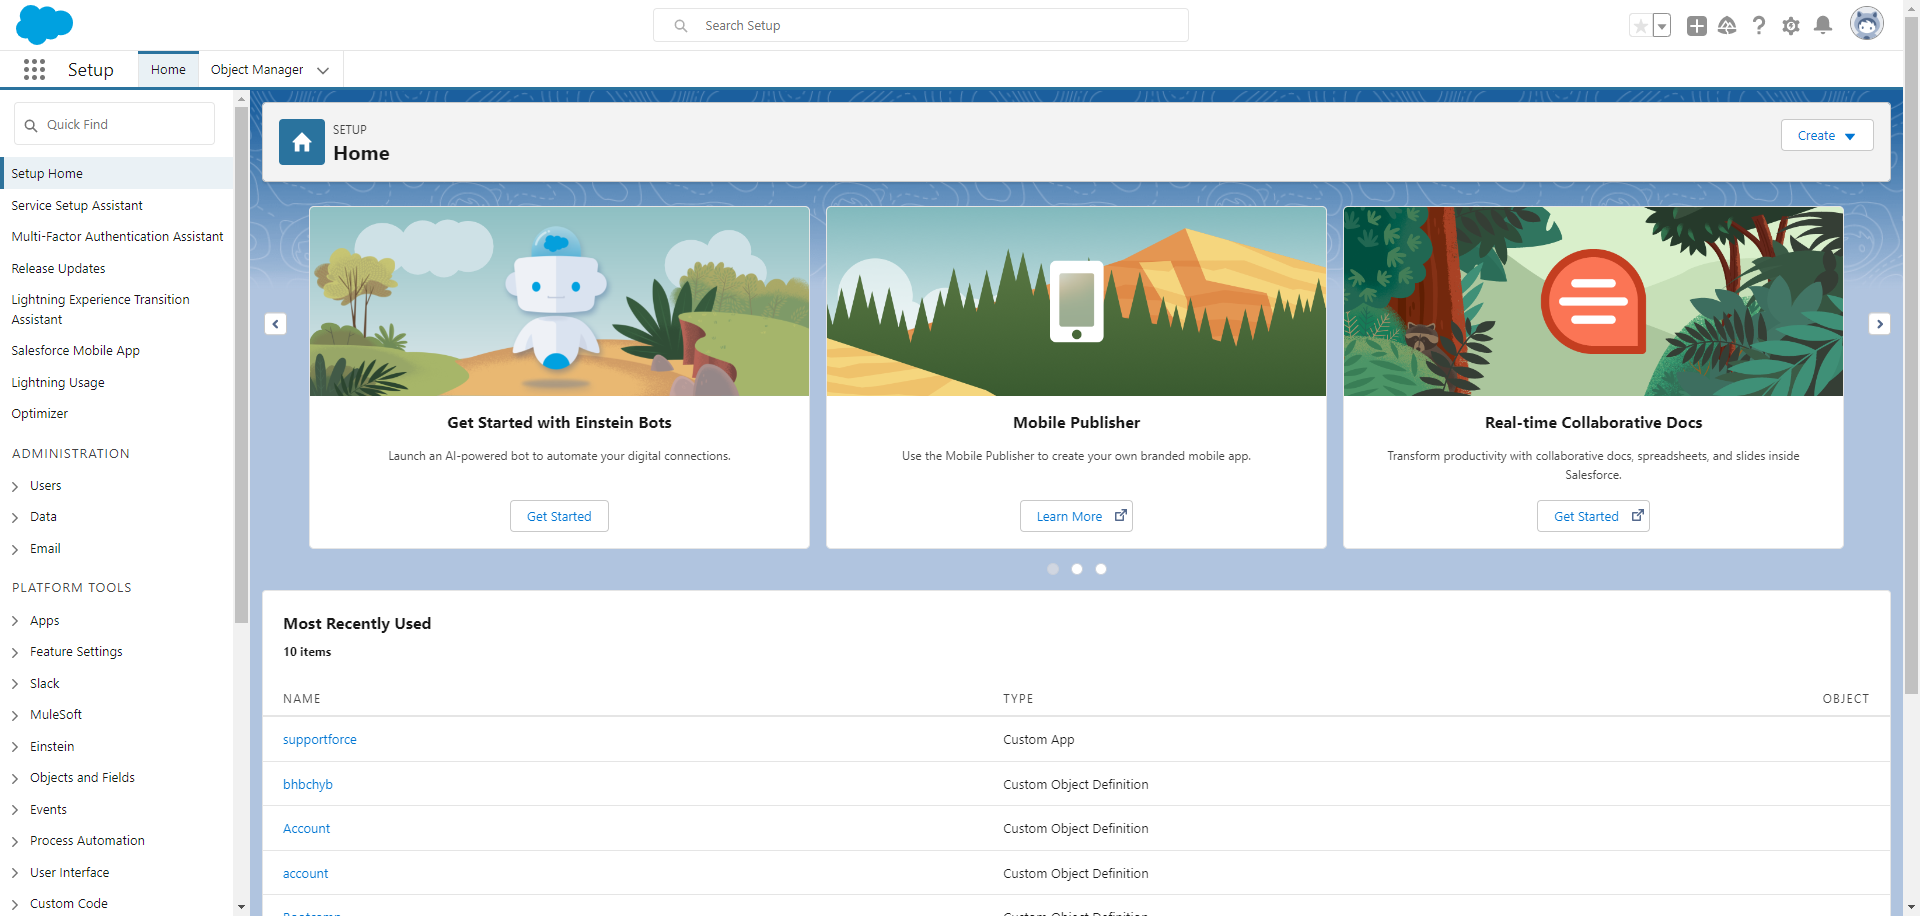 Search Setup
Setup
Home
Object Manager
Quick Find
Setup Home
Service Setup Assistant
Multi-Factor Authentication Assistant
Release Updates
Lightning Experience Transition
Assistant
Salesforce Mobile App
Lightning Usage
Optimizer
ADMINISTRATION
Users
Data
Email
PLATFORM TOOLS
Apps
Feature Settings
Slack
MuleSoft
Einstein
Objects and Fields
Events
Process Automation
User Interface
Custom Code
SETUP
Home
Create
Get Started with Einstein Bots
Launch an AI-powered bot to automate your digital connections.
Get Started
Mobile Publisher
Use the Mobile Publisher to create your own branded mobile app.
Learn More
Real-time Collaborative Docs
Transform productivity with collaborative docs, spreadsheets, and slides inside
Salesforce.
Get Started
Most Recently Used
10 items
NAME TYPE OBJECT
supportforce Custom App
bhbchyb Custom Object Definition
Account Custom Object Definition
account Custom Object Definition
Bootcamp Custom Object Definition